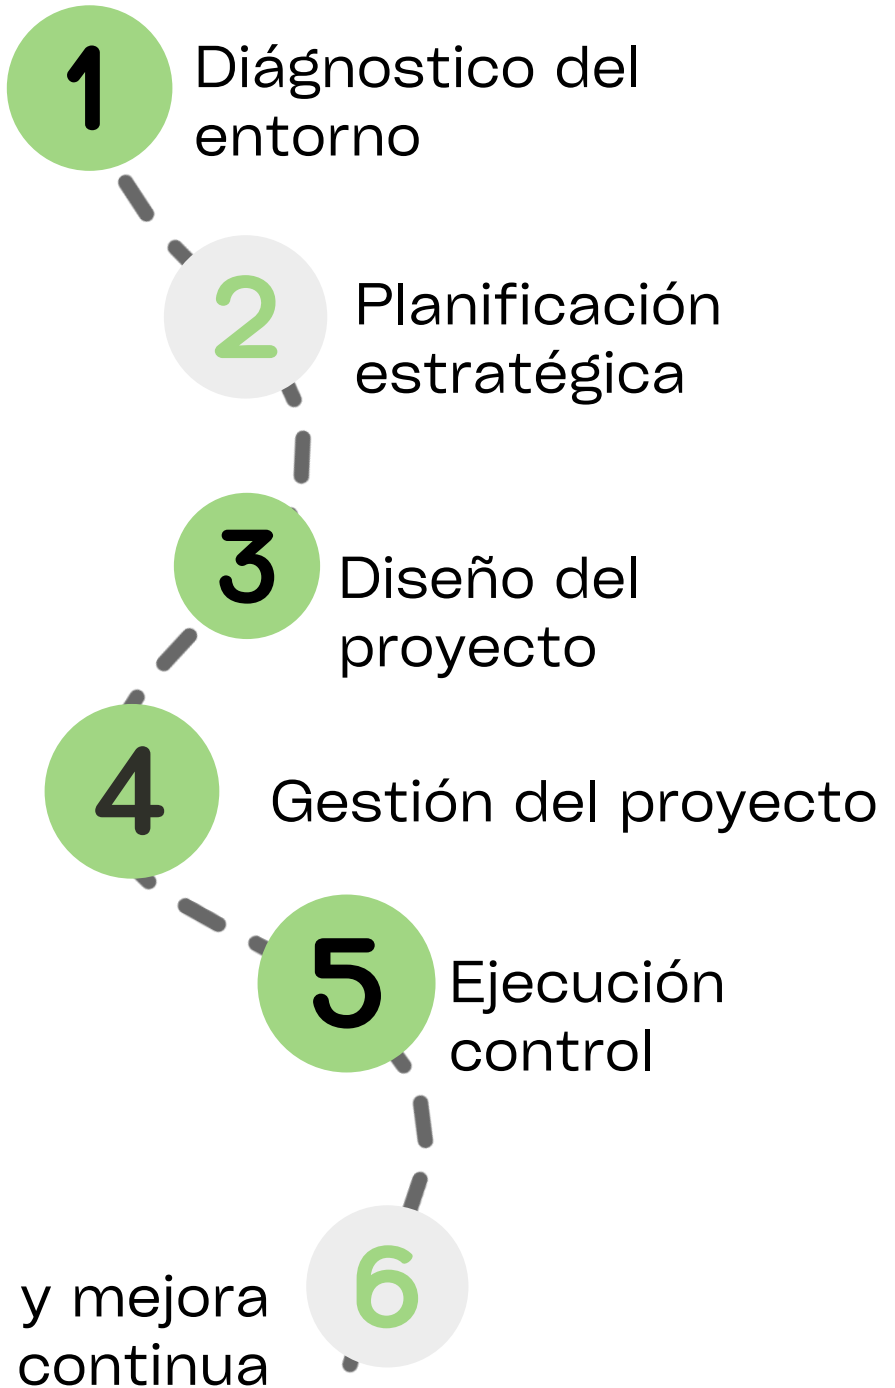 1
Diágnostico del
entorno
2
Planificación
estratégica
3
Diseño del
proyecto
4
Gestión del proyecto
5
Ejecución
control
6
y mejora
continua